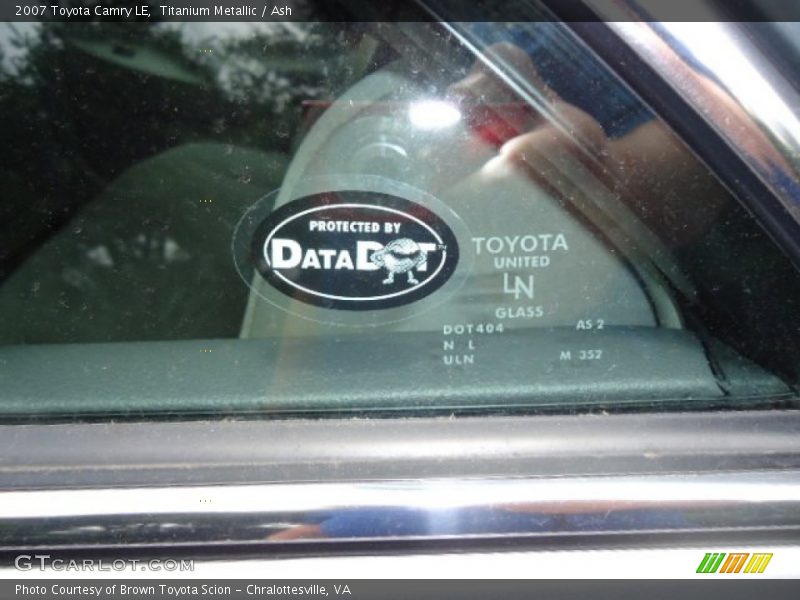 2007 Toyota Camry LE, Titanium Metallic / Ash
PROTECTED BY
DATADOT
TOYOTA
UNITED
LN
GLASS
DOT404 AS 2
N L
ULN M 352
GTCARLOT.COM
Photo Courtesy of Brown Toyota Scion - Chralottesville, VA